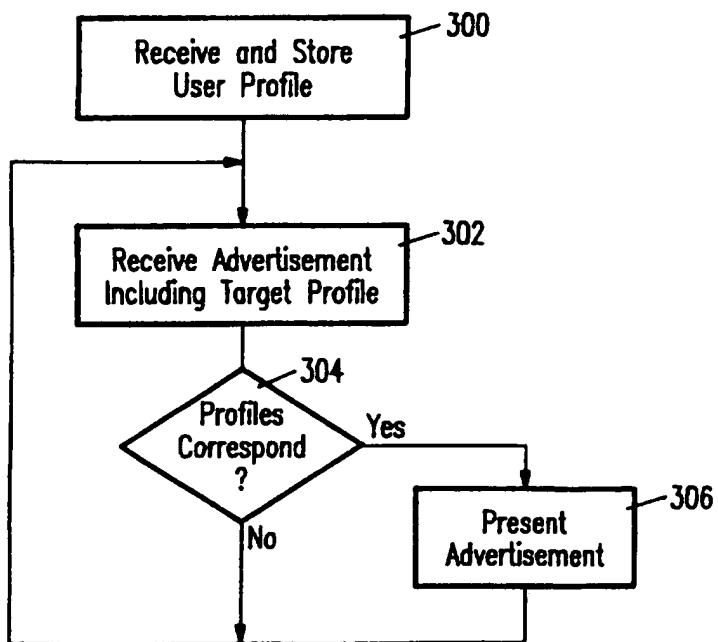 300
Receive and Store
User Profile
302
Receive Advertisement
Including Target Profile
304
Profiles
Correspond
?
Yes
No
306
Present
Advertisement